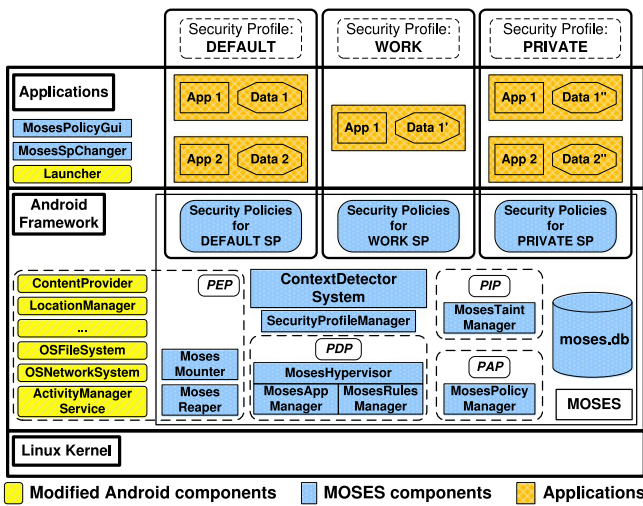 Security Profile:
DEFAULT
Security Profile:
WORK
Security Profile:
PRIVATE
Applications
MosesPolicyGui
MosesSpChanger
Launcher
App 1
Data 1
App 2
Data 2
App 1
Data 1'
App 1
Data 1"
App 2
Data 2"
Android
Framework
Security Policies
for
DEFAULT SP
Security Policies
for
WORK SP
Security Policies
for
PRIVATE SP
ContentProvider
LocationManager
...
OSFileSystem
OSNetworkSystem
ActivityManager
Service
PEP
Moses
Mounter
Moses
Reaper
ContextDetector
System
SecurityProfileManager
PDP
MosesHypervisor
MosesApp
Manager
MosesRules
Manager
PIP
MosesTaint
Manager
PAP
MosesPolicy
Manager
moses.db
MOSES
Linux Kernel
Modified Android components
MOSES components
Applications